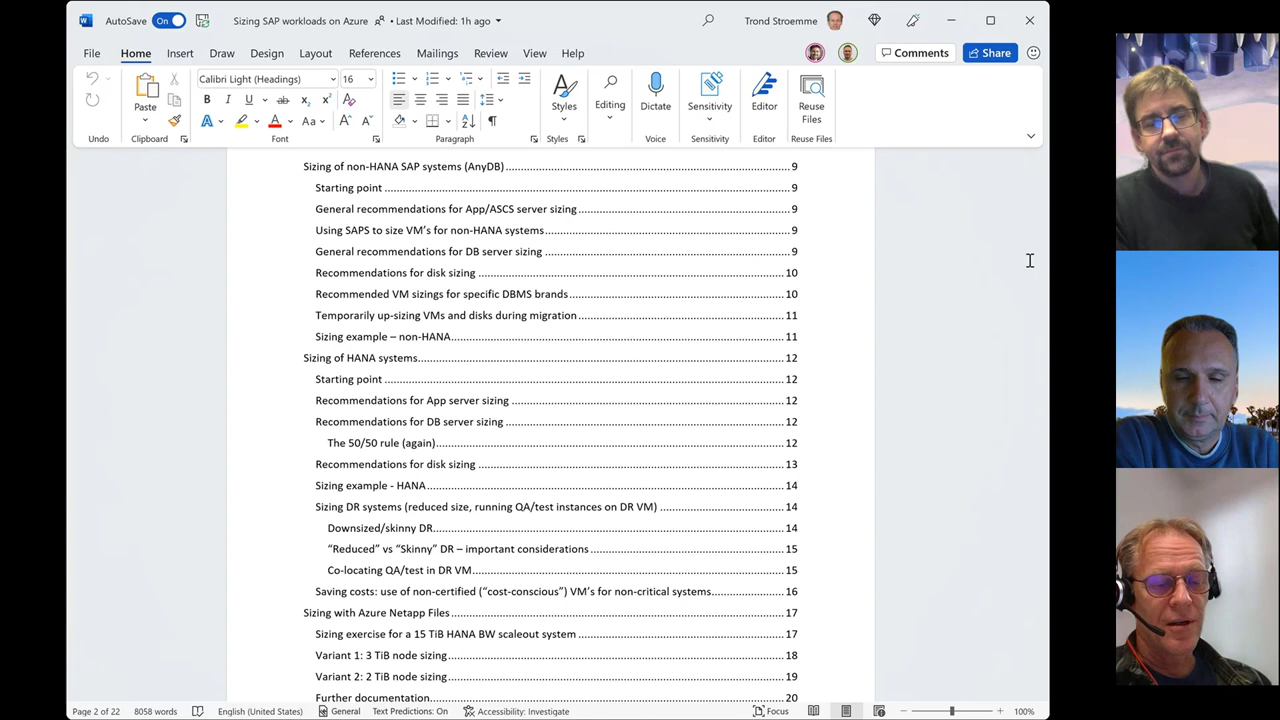 AutoSave On Sizing SAP workloads on Azure • Last Modified: 1h ago Trond Stroemme
File Home Insert Draw Design Layout References Mailings Review View Help Comments Share
Calibri Light (Headings) 16
Paste Styles Editing Dictate Sensitivity Editor Reuse Files
B I U ab x₂ x² A
A A Aa A A
Undo Clipboard Font Paragraph Styles Voice Sensitivity Editor Reuse Files
Sizing of non-HANA SAP systems (AnyDB) 9
Starting point 9
General recommendations for App/ASCS server sizing 9
Using SAPS to size VM's for non-HANA systems 9
General recommendations for DB server sizing 9
Recommendations for disk sizing 10
Recommended VM sizings for specific DBMS brands 10
Temporarily up-sizing VMs and disks during migration 11
Sizing example – non-HANA 11
Sizing of HANA systems 12
Starting point 12
Recommendations for App server sizing 12
Recommendations for DB server sizing 12
The 50/50 rule (again) 12
Recommendations for disk sizing 13
Sizing example - HANA 14
Sizing DR systems (reduced size, running QA/test instances on DR VM) 14
Downsized/skinny DR 14
“Reduced” vs “Skinny” DR – important considerations 15
Co-locating QA/test in DR VM 15
Saving costs: use of non-certified (“cost-conscious”) VM’s for non-critical systems 16
Sizing with Azure Netapp Files 17
Sizing exercise for a 15 TiB HANA BW scaleout system 17
Variant 1: 3 TiB node sizing 18
Variant 2: 2 TiB node sizing 19
Further documentation 20
Page 2 of 22 8058 words English (United States) General Text Predictions: On Accessibility: Investigate Focus 100%